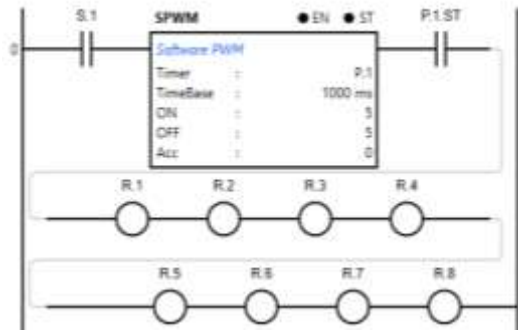 S.1 SPWM EN ST P.1.ST
0
Software PWM
Timer : P.1
TimeBase : 1000 ms
ON : 5
OFF : 5
Acc : 0
R.1 R.2 R.3 R.4
R.5 R.6 R.7 R.8